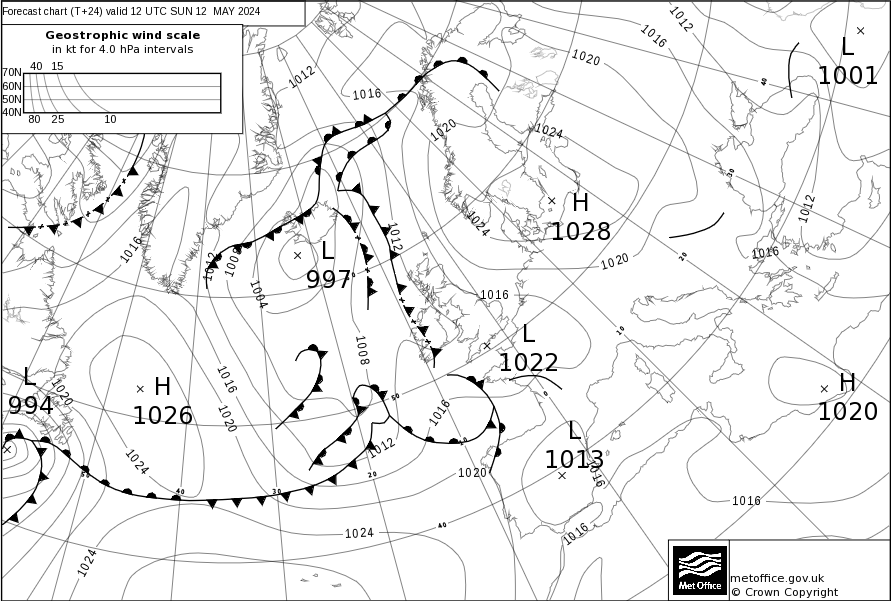 Forecast chart (T+24) valid 12 UTC SUN 12 MAY 2024
Geostrophic wind scale
in kt for 4.0 hPa intervals
40 15
70N
60N
50N
40N
80 25 10
1012
1016
1020
1016
1012
1020
1024
L
1001
40
30
H
1028
1024
1012
1016
20
1020
1016
1012
1008
1012
1004
L
997
1016
1016
10
L
1022
0
H
1020
1008
50
L
994
1020
H
1026
1016
1020
1016
1012
L
1013
1016
1024
1020
50
40
30
20
10
40
1016
1024
1016
1024
metoffice.gov.uk
© Crown Copyright
Met Office